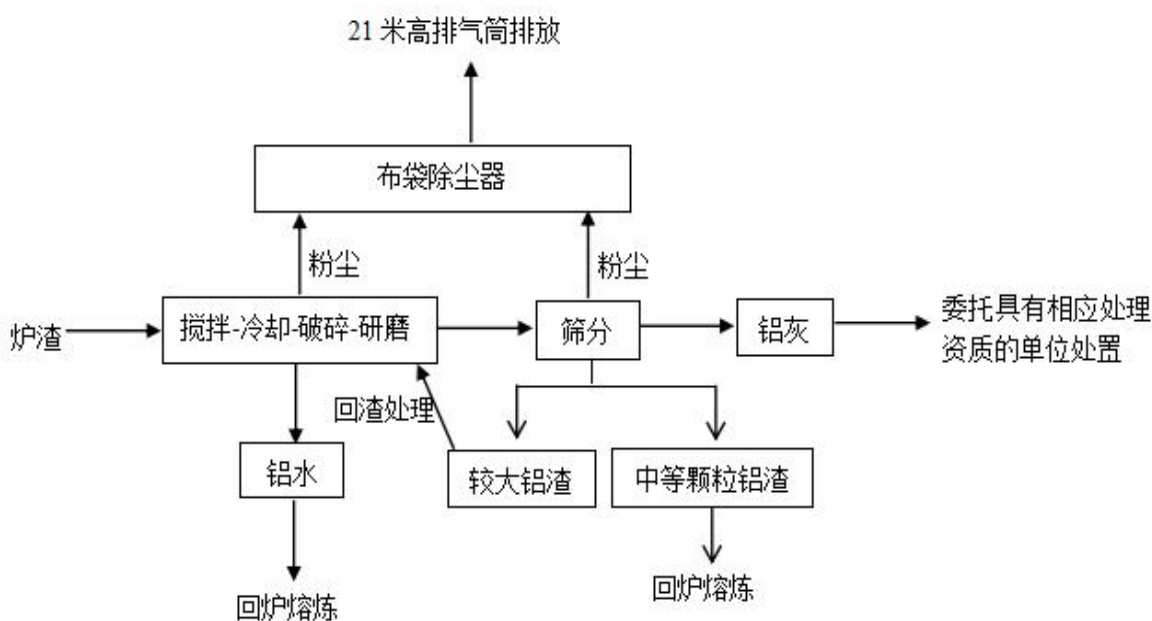 21 米高排气筒排放
布袋除尘器
粉尘
粉尘
炉渣
搅拌-冷却-破碎-研磨
筛分
铝灰
委托具有相应处理
资质的单位处置
回渣处理
铝水
较大铝渣
中等颗粒铝渣
回炉熔炼
回炉熔炼